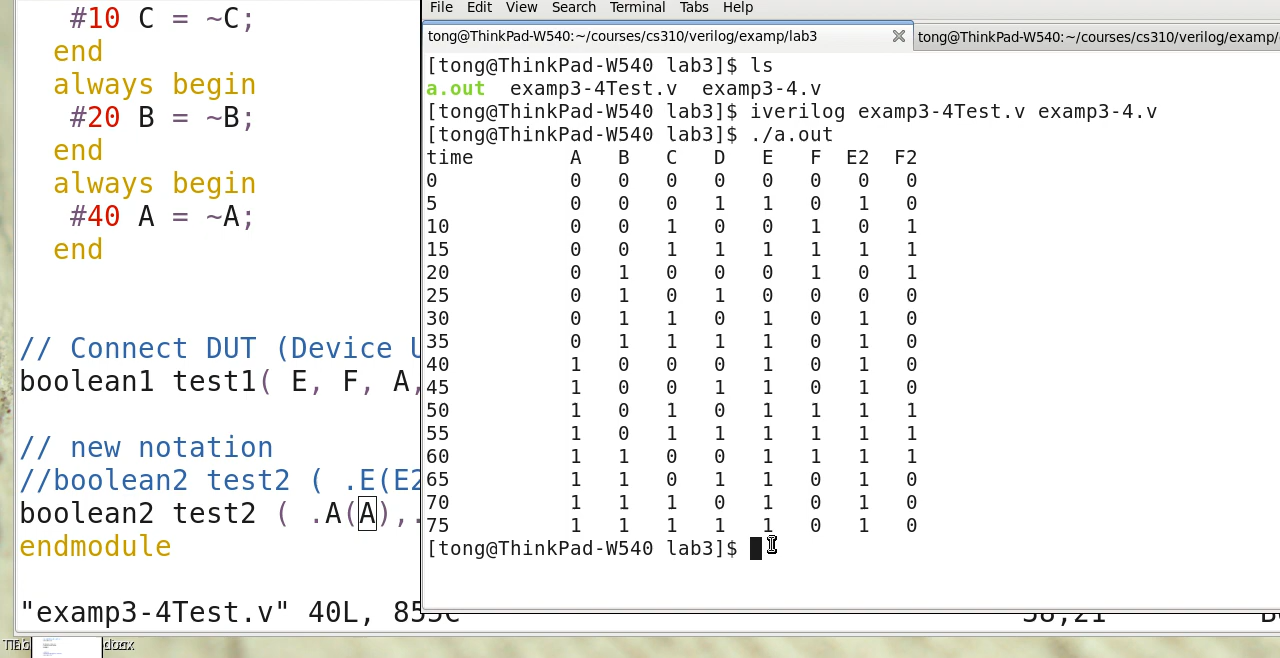 #10 C = ~C;
end
always begin
#20 B = ~B;
end
always begin
#40 A = ~A;
end
// Connect DUT (Device
boolean1 test1( E, F, A,
// new notation
//boolean2 test2 ( .E(E2
boolean2 test2 ( .A(A),.
endmodule
"examp3-4Test.v" 40L,
File Edit View Search Terminal Tabs Help
tong@ThinkPad-W540:~/courses/cs310/verilog/examp/lab3
tong@ThinkPad-W540:~/courses/cs310/verilog/examp/
[tong@ThinkPad-W540 lab3]$ ls
a.out examp3-4Test.v examp3-4.v
[tong@ThinkPad-W540 lab3]$ iverilog examp3-4Test.v examp3-4.v
[tong@ThinkPad-W540 lab3]$ ./a.out
time A B C D E F E2 F2
0 0 0 0 0 0 0 0 0
5 0 0 0 1 1 0 1 0
10 0 0 1 0 0 1 0 1
15 0 0 1 1 1 1 1 1
20 0 1 0 0 0 1 0 1
25 0 1 0 1 0 0 0 0
30 0 1 1 0 1 0 1 0
35 0 1 1 1 1 0 1 0
40 1 0 0 0 1 0 1 0
45 1 0 0 1 1 0 1 0
50 1 0 1 0 1 1 1 1
55 1 0 1 1 1 1 1 1
60 1 1 0 0 1 1 1 1
65 1 1 0 1 1 0 1 0
70 1 1 1 0 1 0 1 0
75 1 1 1 1 1 0 1 0
[tong@ThinkPad-W540 lab3]$